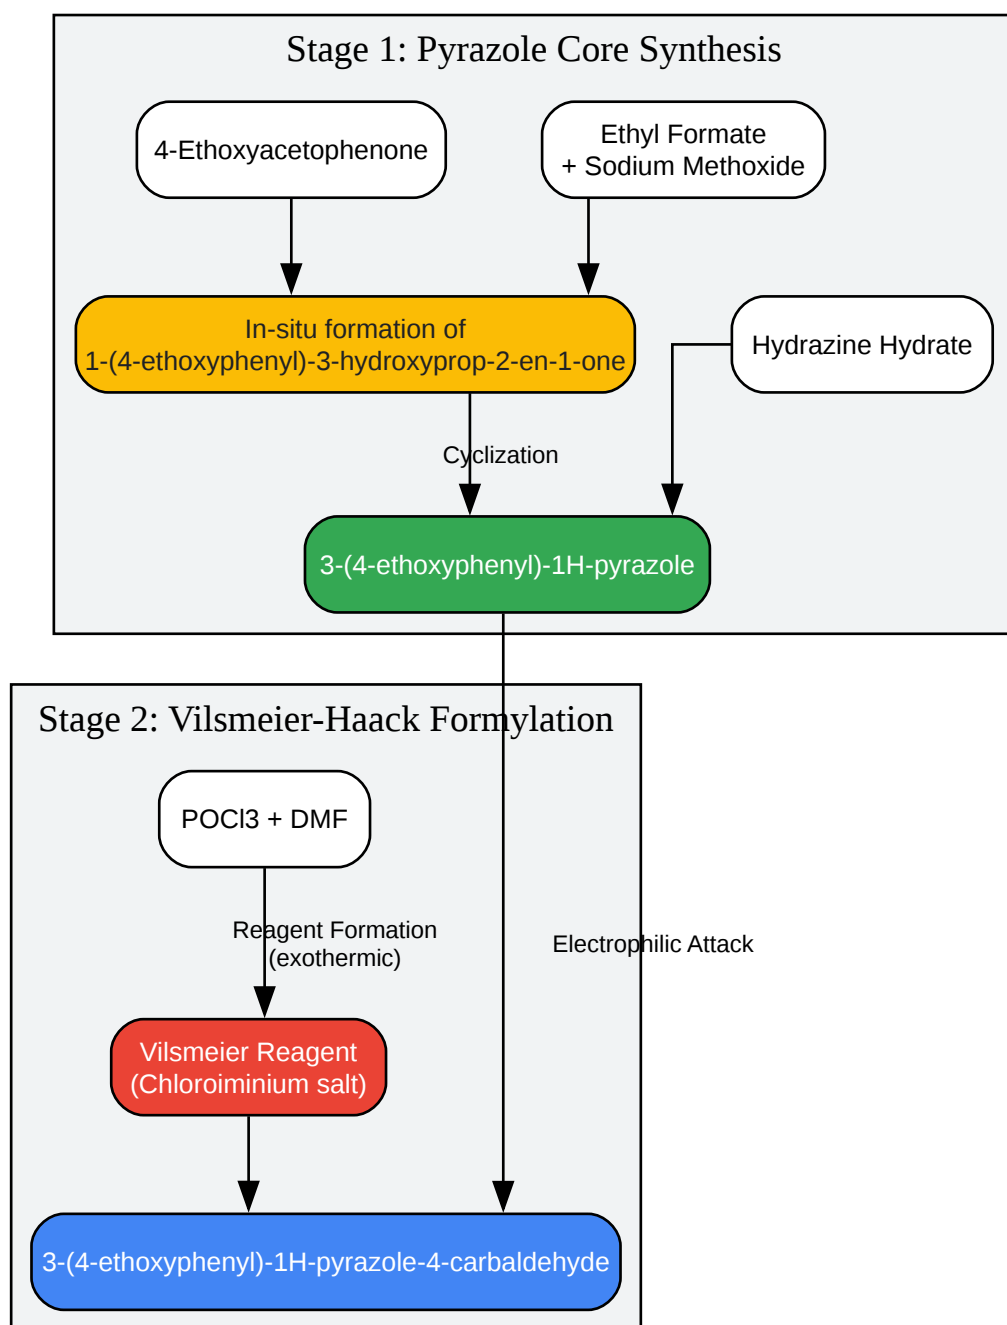 Stage 1: Pyrazole Core Synthesis
4-Ethoxyacetophenone
Ethyl Formate
+ Sodium Methoxide
In-situ formation of
1-(4-ethoxyphenyl)-3-hydroxyprop-2-en-1-one
Hydrazine Hydrate
Cyclization
3-(4-ethoxyphenyl)-1H-pyrazole
Stage 2: Vilsmeier-Haack Formylation
POCl3 + DMF
Reagent Formation
(exothermic)
Electrophilic Attack
Vilsmeier Reagent
(Chloroiminium salt)
3-(4-ethoxyphenyl)-1H-pyrazole-4-carbaldehyde